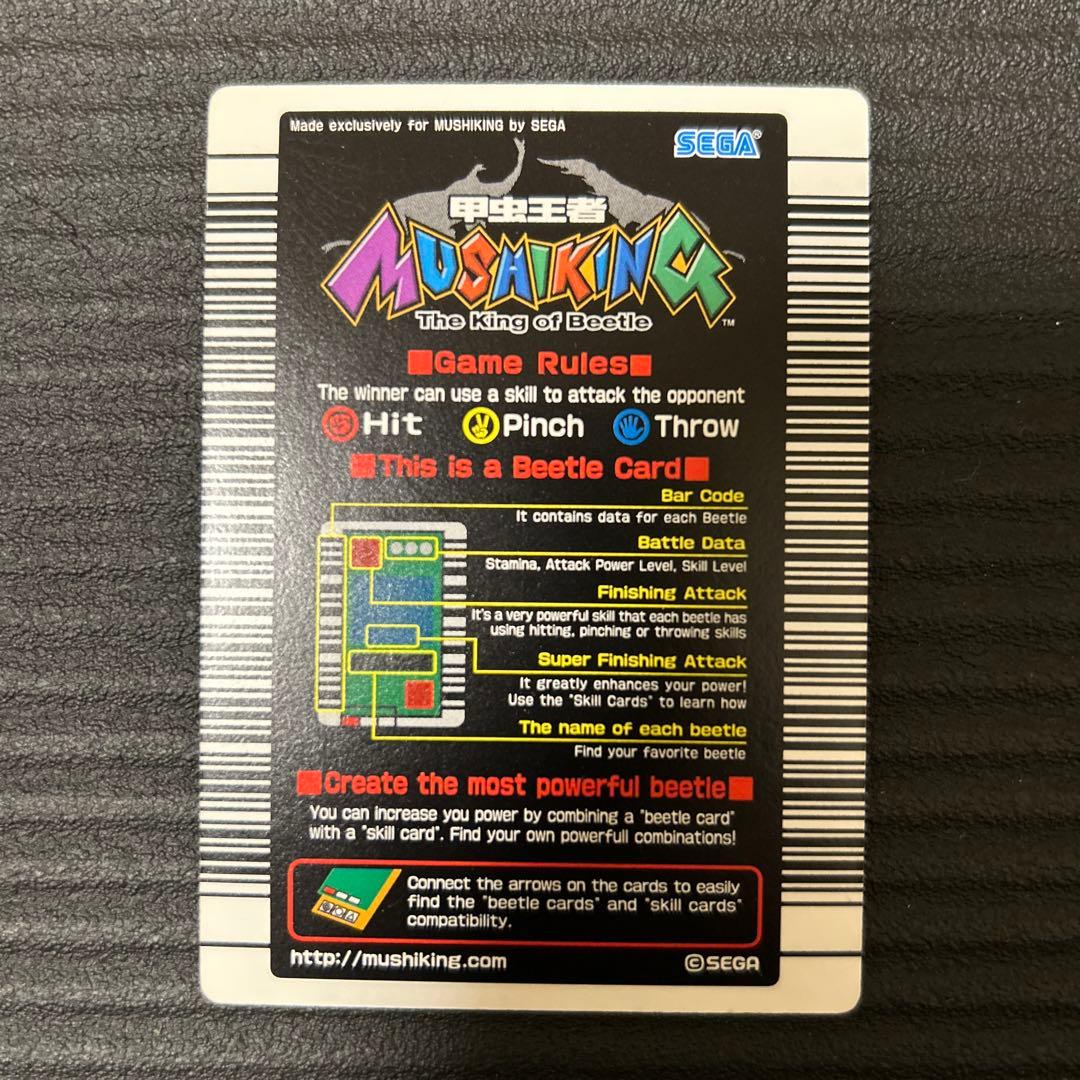 Made exclusively for MUSHIKING by SEGA
SEGA®
甲虫王者
MUSHIKING
The King of Beetle™
■Game Rules■
The winner can use a skill to attack the opponent
Hit Pinch Throw
■This is a Beetle Card■
Bar Code
It contains data for each Beetle
Battle Data
Stamina, Attack Power Level, Skill Level
Finishing Attack
It's a very powerful skill that each beetle has
using hitting, pinching or throwing skills
Super Finishing Attack
It greatly enhances your power!
Use the "Skill Cards" to learn how
The name of each beetle
Find your favorite beetle
■Create the most powerful beetle■
You can increase you power by combining a "beetle card"
with a "skill card". Find your own powerfull combinations!
Connect the arrows on the cards to easily
find the "beetle cards" and "skill cards"
compatibility.
http://mushiking.com
©SEGA